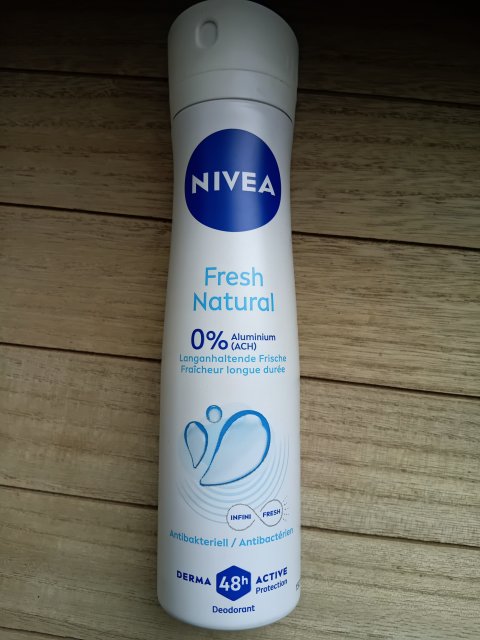 NIVEA
Fresh
Natural
0% Aluminium
(ACH)
Langanhaltende Frische
Fraîcheur longue durée
INFINI FRESH
Antibakteriell / Antibactérien
DERMA 48h ACTIVE
Protection
Deodorant